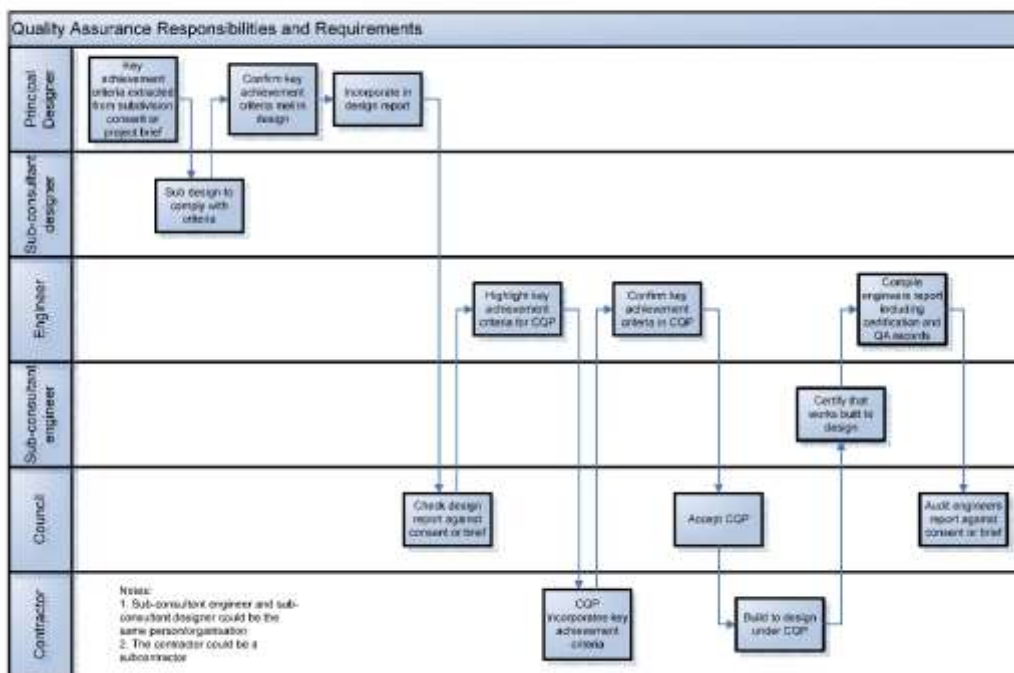 Quality Assurance Responsibilities and Requirements
Principal
Designer
Key
achievement
criteria extracted
from subdivision
consent or
project brief
Confirm key
achievement
criteria met in
design
Incorporate in
design report
Sub-consultant
designer
Sub design to
comply with
criteria
Engineer
Highlight key
achievement
criteria for CQP
Confirm key
achievement
criteria in CQP
Compile
engineers report
including
certification and
QA records
Sub-consultant
engineer
Certify that
works built to
design
Council
Check design
report against
consent or brief
Accept CQP
Audit engineers
report against
consent or brief
Contractor
Notes:
1. Sub-consultant engineer and sub-
consultant designer could be the
same person/organisation
2. The contractor could be a
subcontractor
CQP
incorporates key
achievement
criteria
Build to design
under CQP